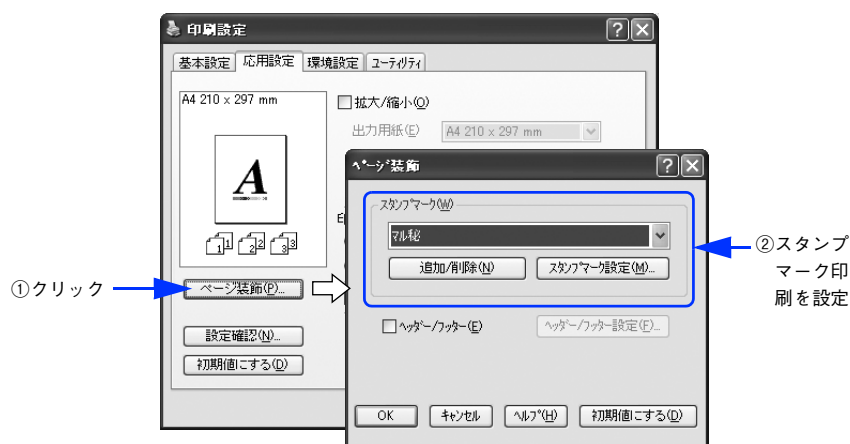 印刷設定
基本設定 応用設定 環境設定 ユーティリティ
A4 210 x 297 mm
拡大/縮小(O)
出力用紙(E) A4 210 x 297 mm
A
1 1 2 2 3 3
①クリック
ページ装飾(P)...
設定確認(N)...
初期値にする(D)
ページ装飾
スタンプマーク(W)
マル秘
追加/削除(N) スタンプマーク設定(M)...
ヘッダー/フッター(E) ヘッダー/フッター設定(F)...
OK キャンセル ヘルプ(H) 初期値にする(D)
②スタンプ
マーク印
刷を設定